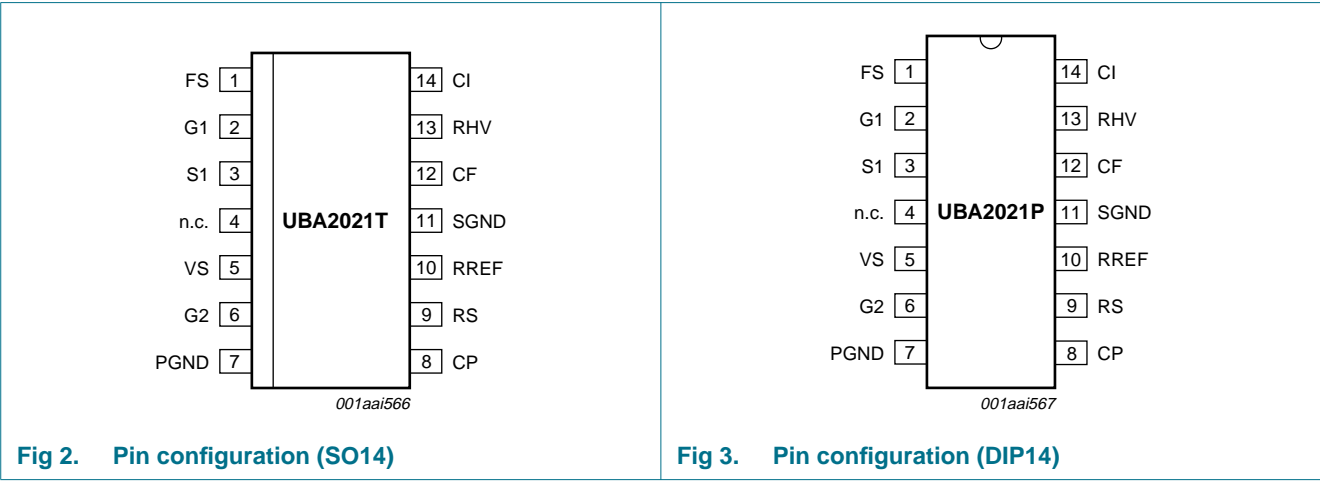 FS 1 14 CI
G1 2 13 RHV
S1 3 12 CF
n.c. 4 UBA2021T 11 SGND
VS 5 10 RREF
G2 6 9 RS
PGND 7 8 CP
001aai566
Fig 2. Pin configuration (SO14)
FS 1 14 CI
G1 2 13 RHV
S1 3 12 CF
n.c. 4 UBA2021P 11 SGND
VS 5 10 RREF
G2 6 9 RS
PGND 7 8 CP
001aai567
Fig 3. Pin configuration (DIP14)